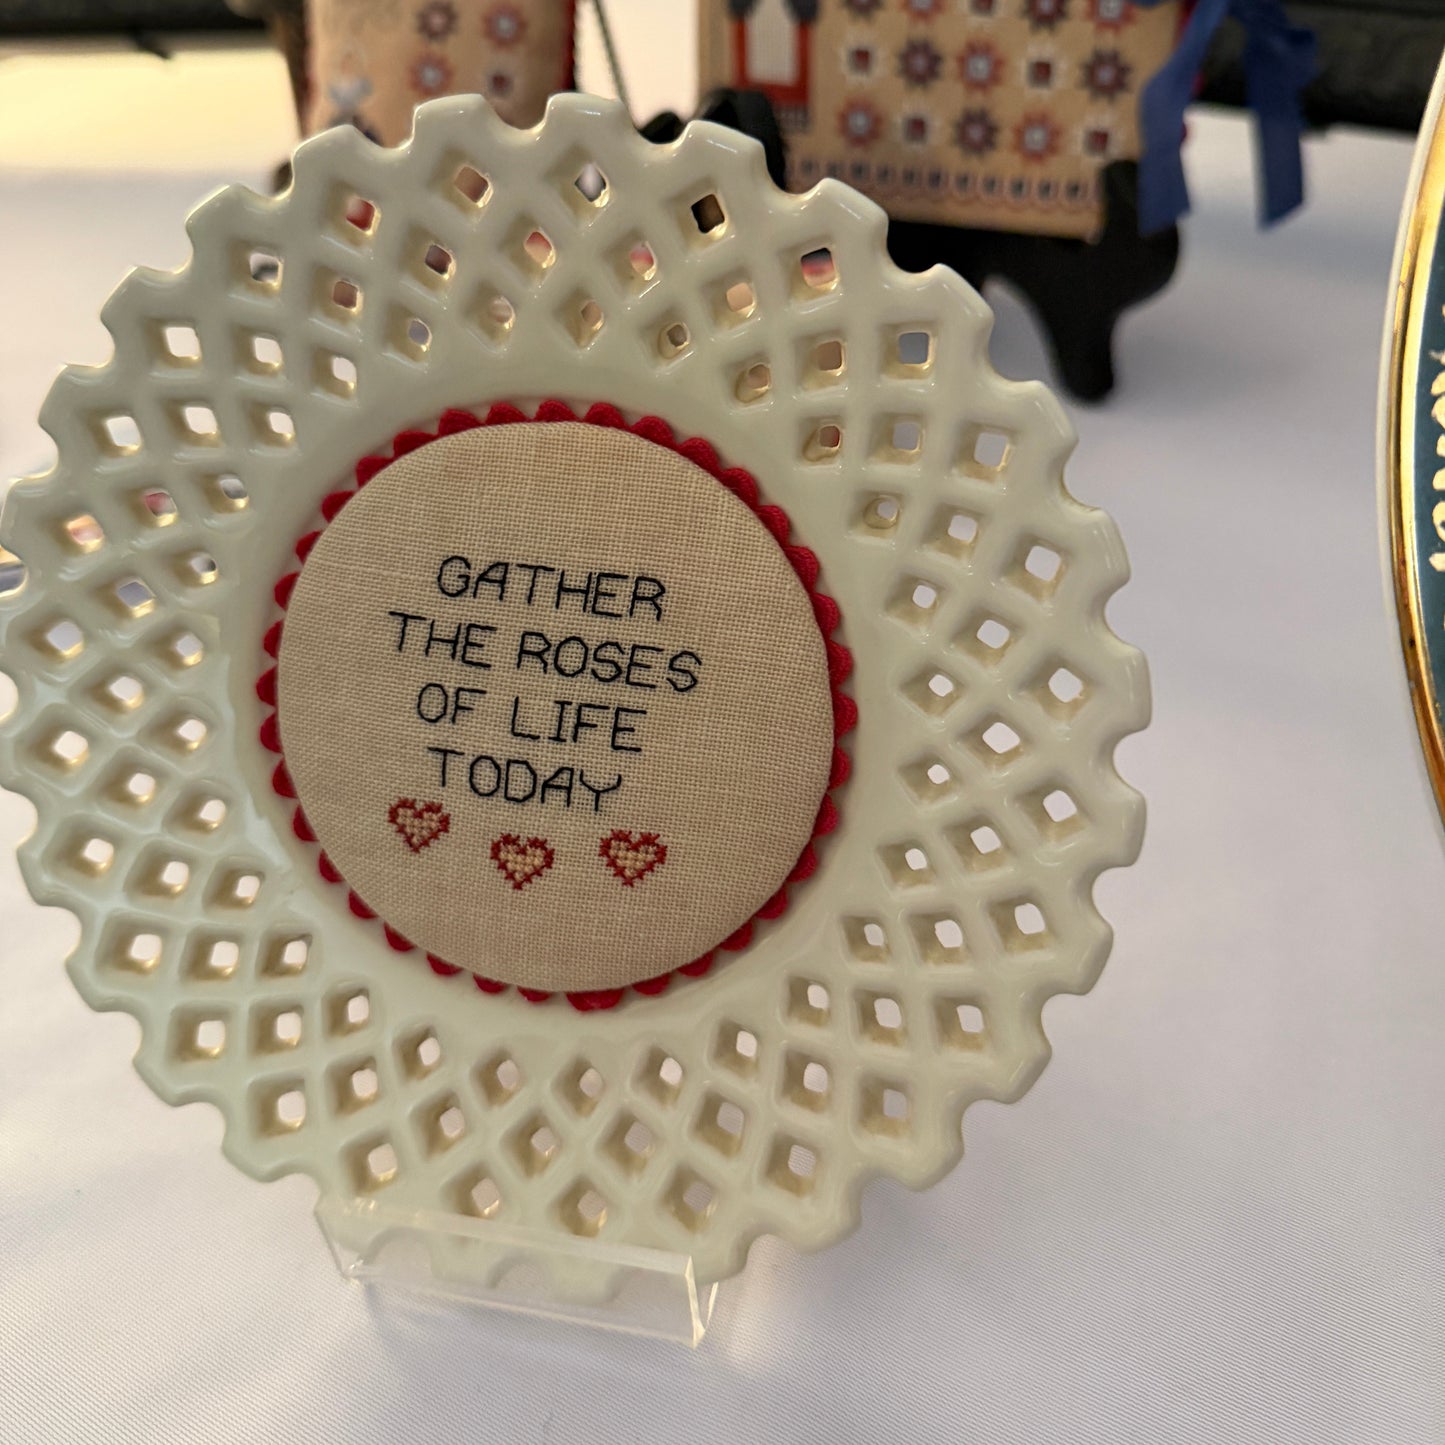 GATHER
THE ROSES
OF LIFE
TODAY